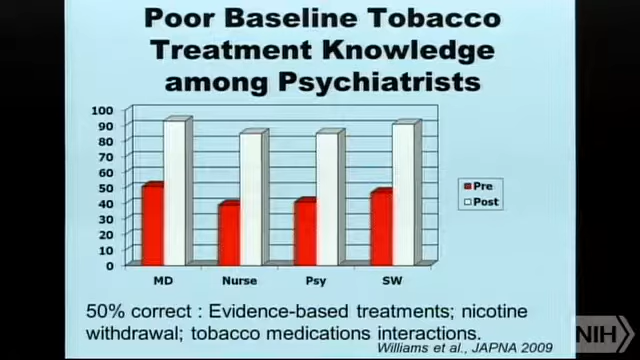 Poor Baseline Tobacco
Treatment Knowledge
among Psychiatrists
100
90
80
70
60
50
40
30
20
10
0
MD Nurse Psy SW
Pre
Post
50% correct : Evidence-based treatments; nicotine
withdrawal; tobacco medications interactions.
Williams et al., JAPNA 2009
NIH